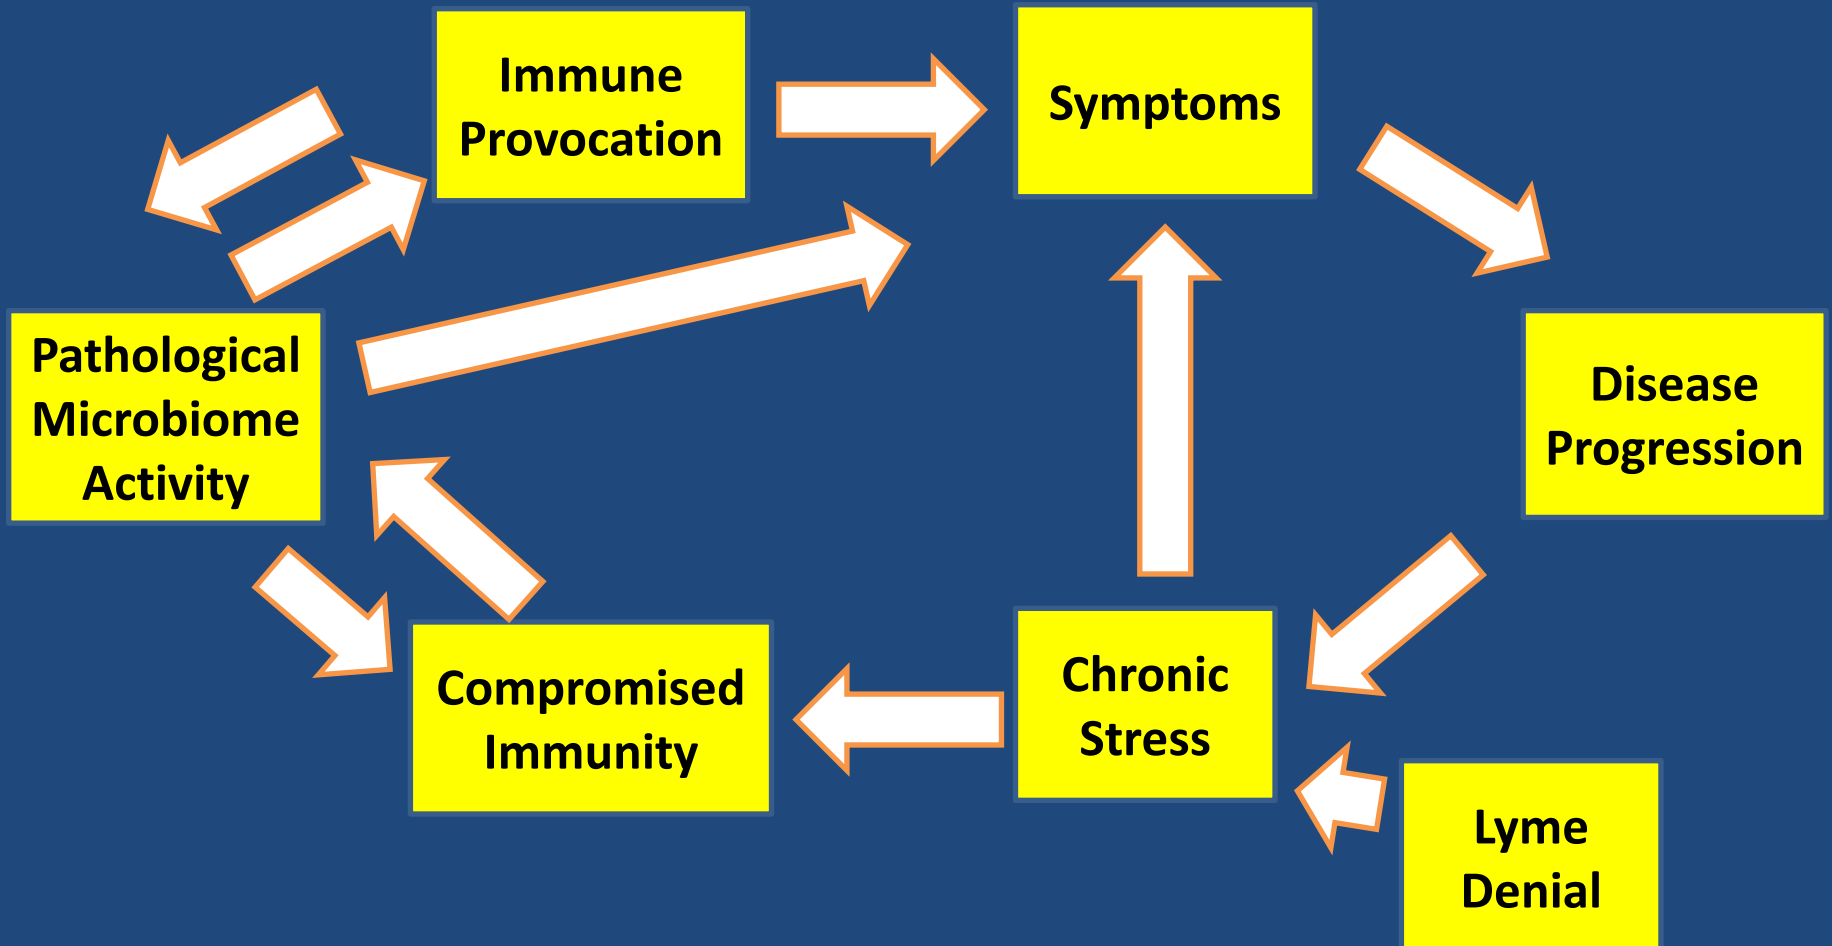 Immune
Provocation
Symptoms
Pathological
Microbiome
Activity
Disease
Progression
Compromised
Immunity
Chronic
Stress
Lyme
Denial